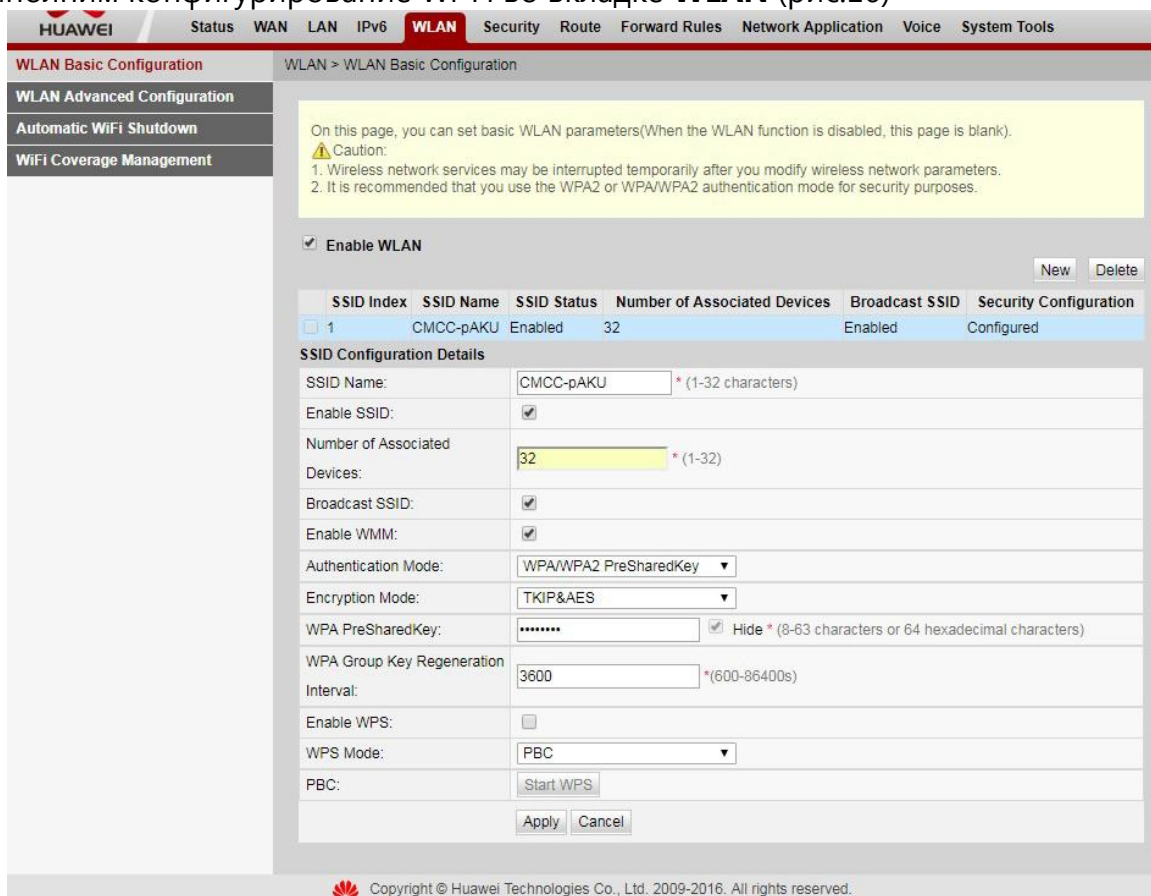 конфигурирование во вкладке WLAN
HUAWEI Status WAN LAN IPv6 WLAN Security Route Forward Rules Network Application Voice System Tools
WLAN Basic Configuration
WLAN > WLAN Basic Configuration
WLAN Advanced Configuration
Automatic WiFi Shutdown
WiFi Coverage Management
On this page, you can set basic WLAN parameters(When the WLAN function is disabled, this page is blank).
Caution:
1. Wireless network services may be interrupted temporarily after you modify wireless network parameters.
2. It is recommended that you use the WPA2 or WPA/WPA2 authentication mode for security purposes.
Enable WLAN
New Delete
SSID Index SSID Name SSID Status Number of Associated Devices Broadcast SSID Security Configuration
1 CMCC-pAKU Enabled 32 Enabled Configured
SSID Configuration Details
SSID Name: CMCC-pAKU * (1-32 characters)
Enable SSID:
Number of Associated
Devices:
32 * (1-32)
Broadcast SSID:
Enable WMM:
Authentication Mode: WPA/WPA2 PreSharedKey
Encryption Mode: TKIP&AES
WPA PreSharedKey: •••••••• Hide * (8-63 characters or 64 hexadecimal characters)
WPA Group Key Regeneration
Interval:
3600 *(600-86400s)
Enable WPS:
WPS Mode: PBC
PBC: Start WPS
Apply Cancel
Copyright © Huawei Technologies Co., Ltd. 2009-2016. All rights reserved.